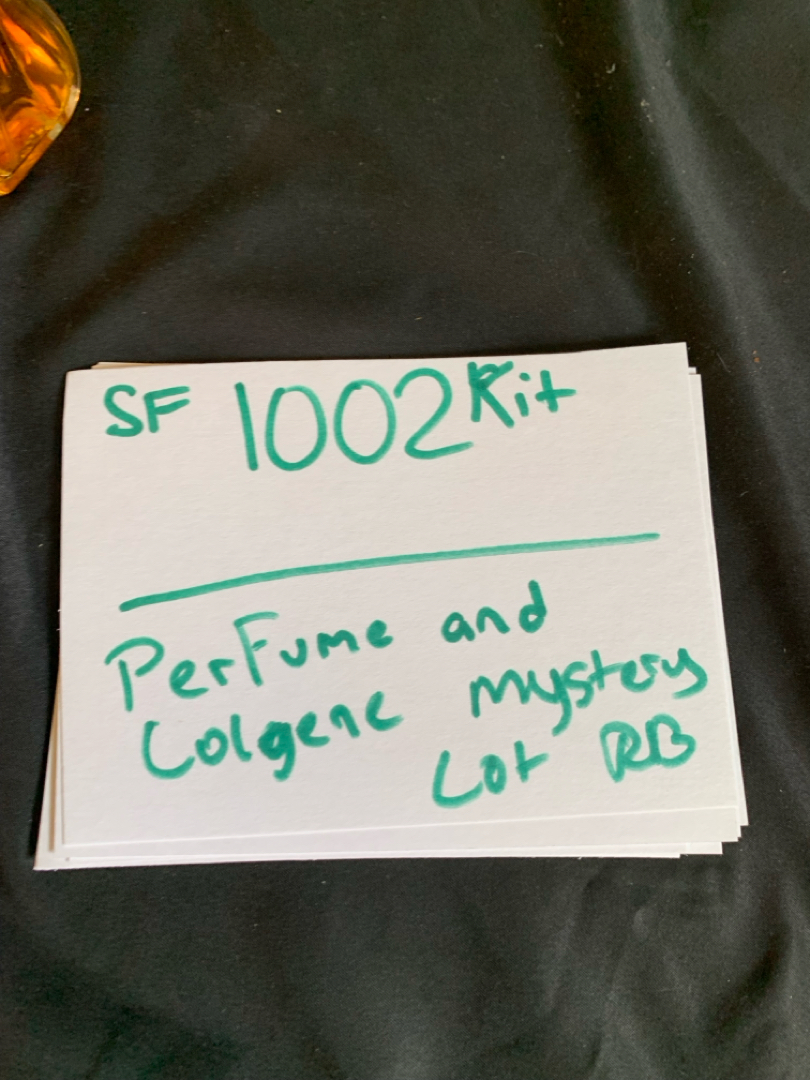 SF 1002 Kit
PerFume and
Colgene mystery
Lot RB